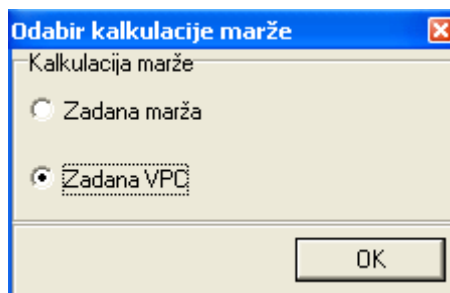 Odabir kalkulacije marže
Kalkulacija marže
Zadana marža
Zadana VPC
OK